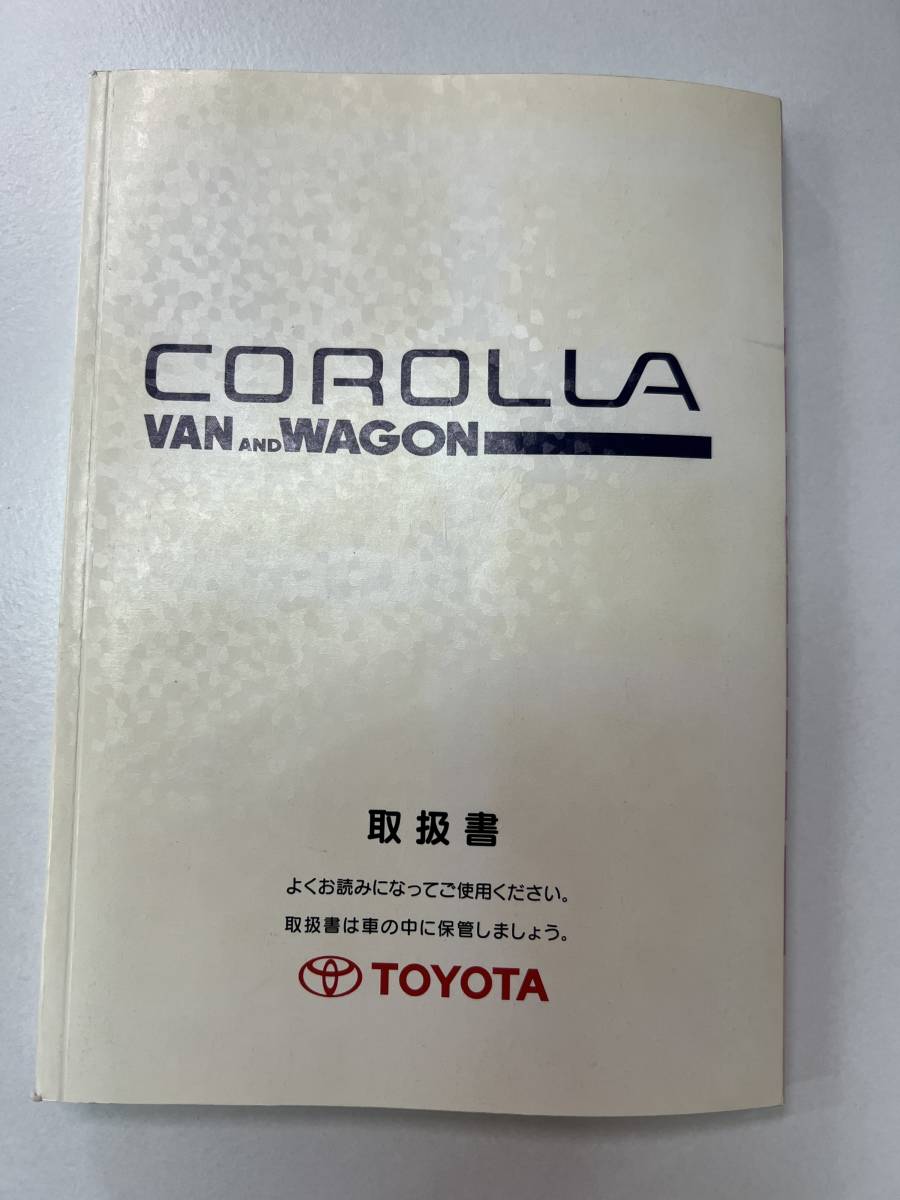 COROLLA
VAN AND WAGON
取扱書
よくお読みになってご使用ください。
取扱書は車の中に保管しましょう。
TOYOTA